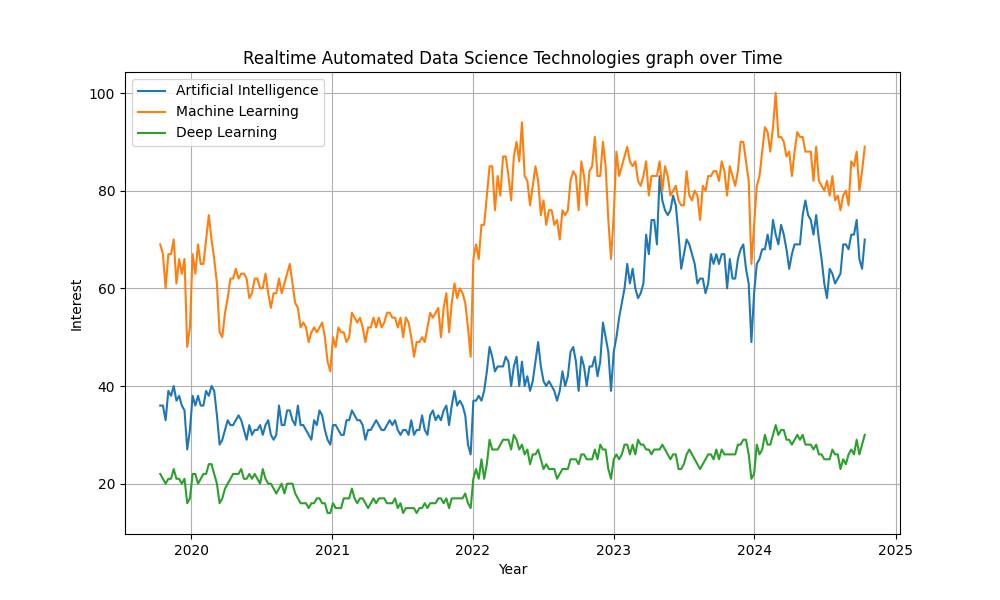 Realtime Automated Data Science Technologies graph over Time
Artificial Intelligence
Machine Learning
Deep Learning
100
80
60
40
20
Interest
2020 2021 2022 2023 2024 2025
Year